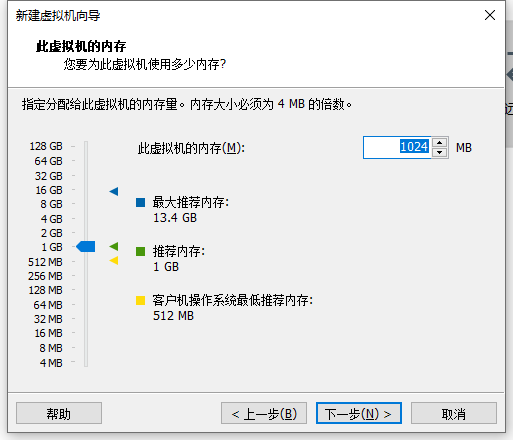 新建虚拟机向导
此虚拟机的内存
您要为此虚拟机使用多少内存?
指定分配给此虚拟机的内存量。内存大小必须为 4 MB 的倍数。
此虚拟机的内存(M):
1024 MB
128 GB
64 GB
32 GB
16 GB
8 GB
4 GB
2 GB
1 GB
512 MB
256 MB
128 MB
64 MB
32 MB
16 MB
8 MB
4 MB
最大推荐内存:
13.4 GB
推荐内存:
1 GB
客户机操作系统最低推荐内存:
512 MB
帮助
< 上一步(B)
下一步(N) >
取消